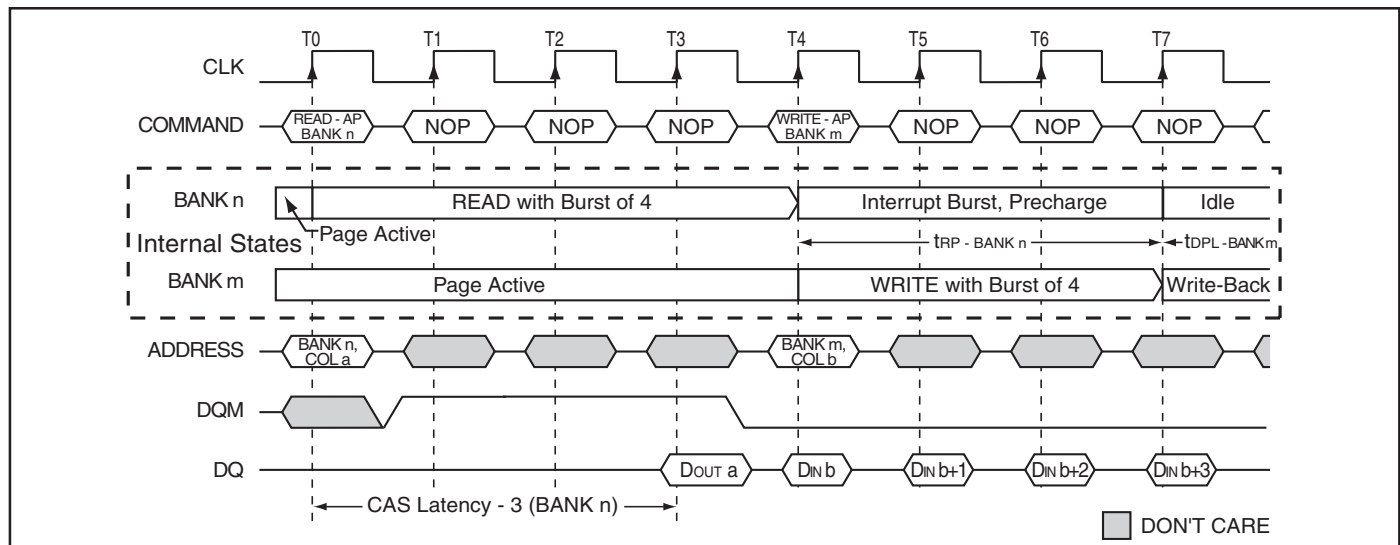 T0 T1 T2 T3 T4 T5 T6 T7
CLK
COMMAND READ - AP BANK n NOP NOP NOP WRITE - AP BANK m NOP NOP NOP
BANK n READ with Burst of 4 Interrupt Burst, Precharge Idle
Internal States Page Active tRP - BANK n tDPL - BANK m
BANK m Page Active WRITE with Burst of 4 Write-Back
ADDRESS BANK n, COL a BANK m, COL b
DQM
DQ DOUT a DIN b DIN b+1 DIN b+2 DIN b+3
CAS Latency - 3 (BANK n)
DON'T CARE